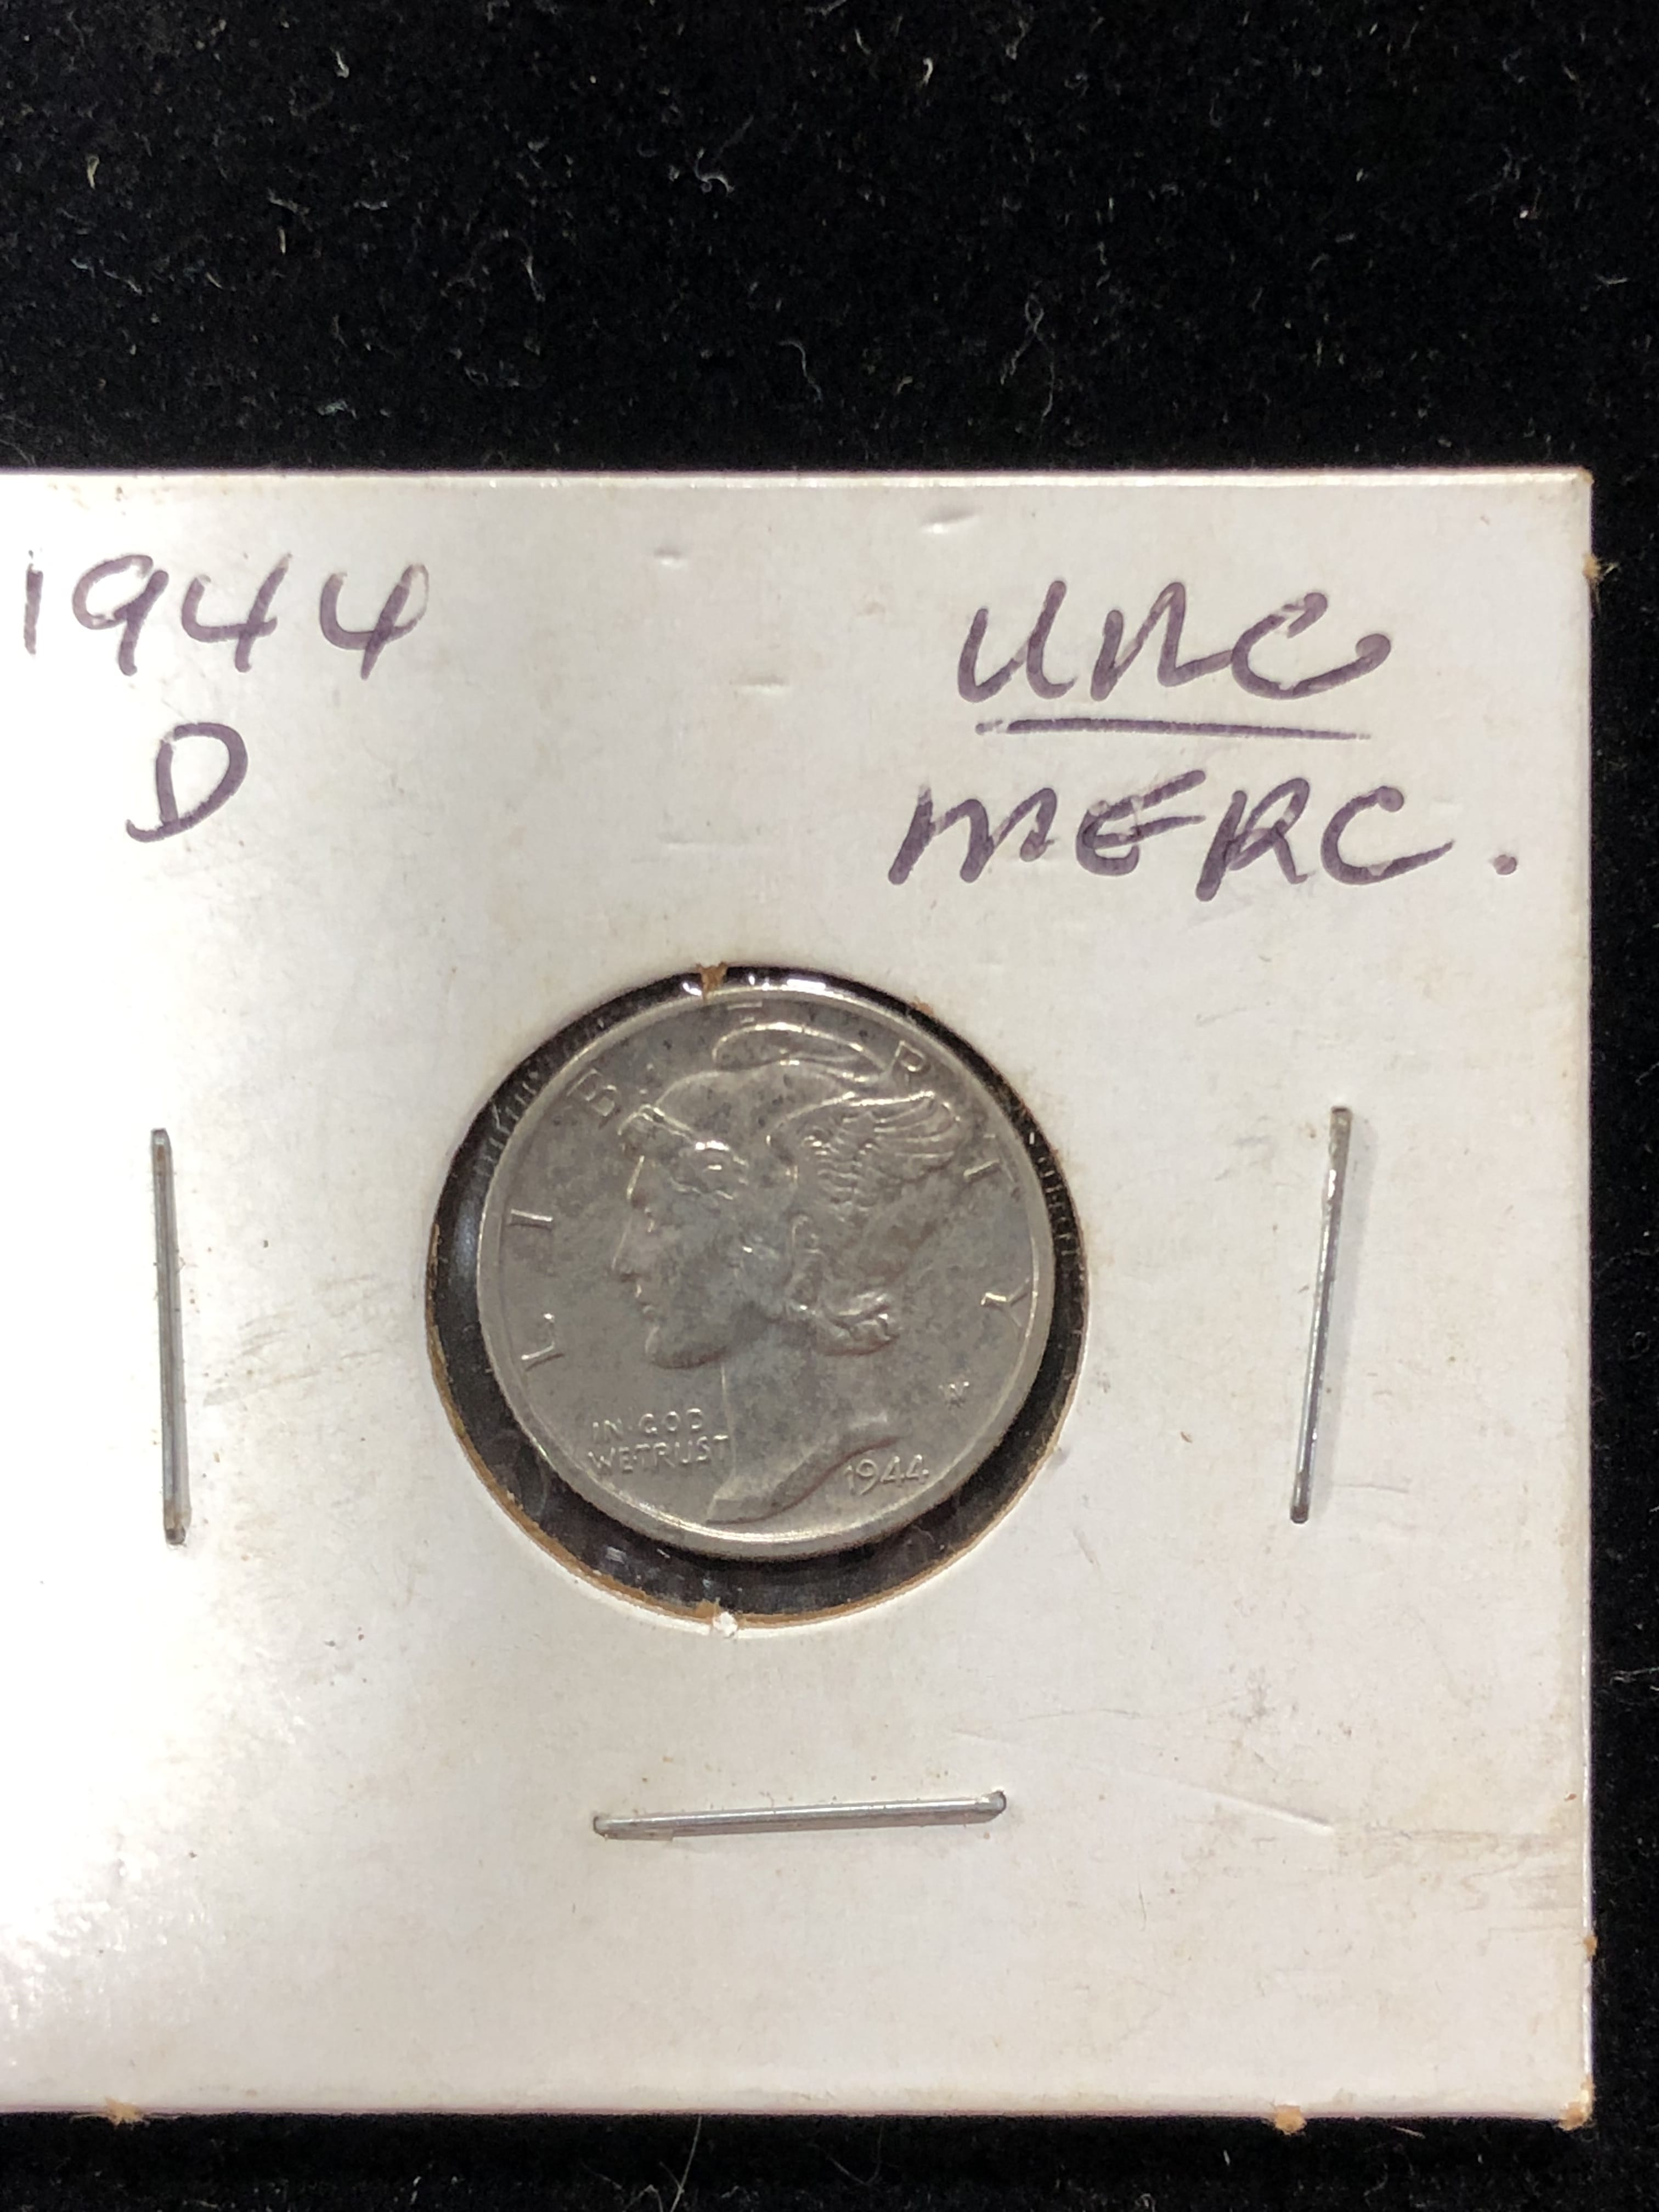 1944 UNC
D MERC.
LIBERTY
IN GOD
WE TRUST
1944
W